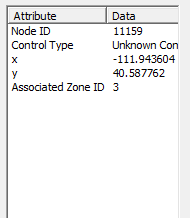 Attribute Data
Node ID 11159
Control Type Unknown Con
x -111.943604
y 40.587762
Associated Zone ID 3